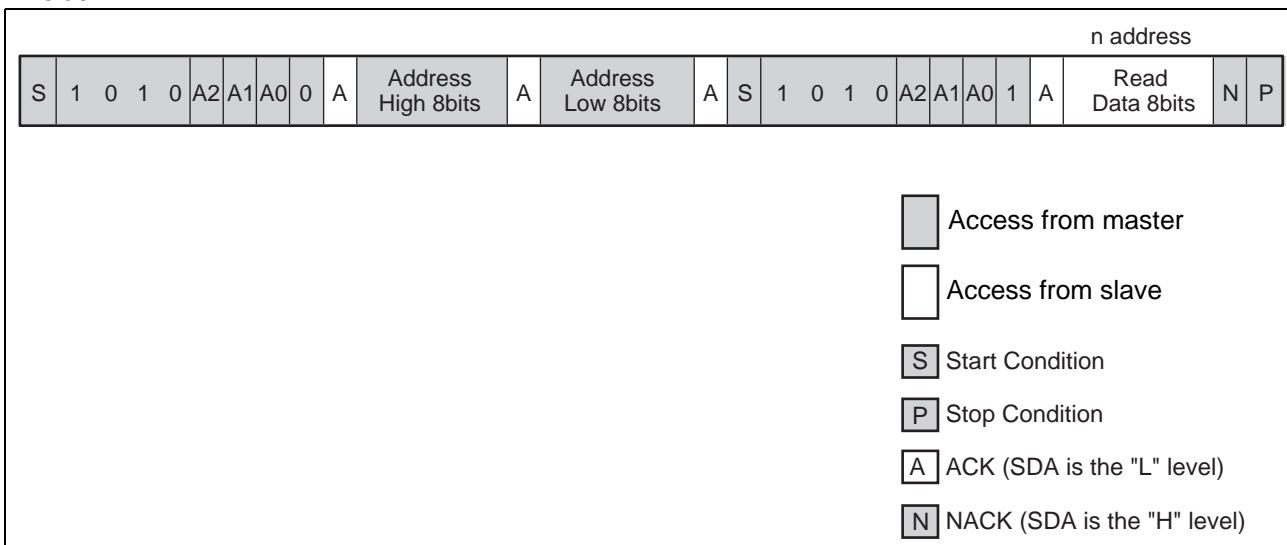 n address
S 1 0 1 0 A2 A1 A0 0 A Address High 8bits A Address Low 8bits A S 1 0 1 0 A2 A1 A0 1 A Read Data 8bits N P
Access from master
Access from slave
S Start Condition
P Stop Condition
A ACK (SDA is the "L" level)
N NACK (SDA is the "H" level)